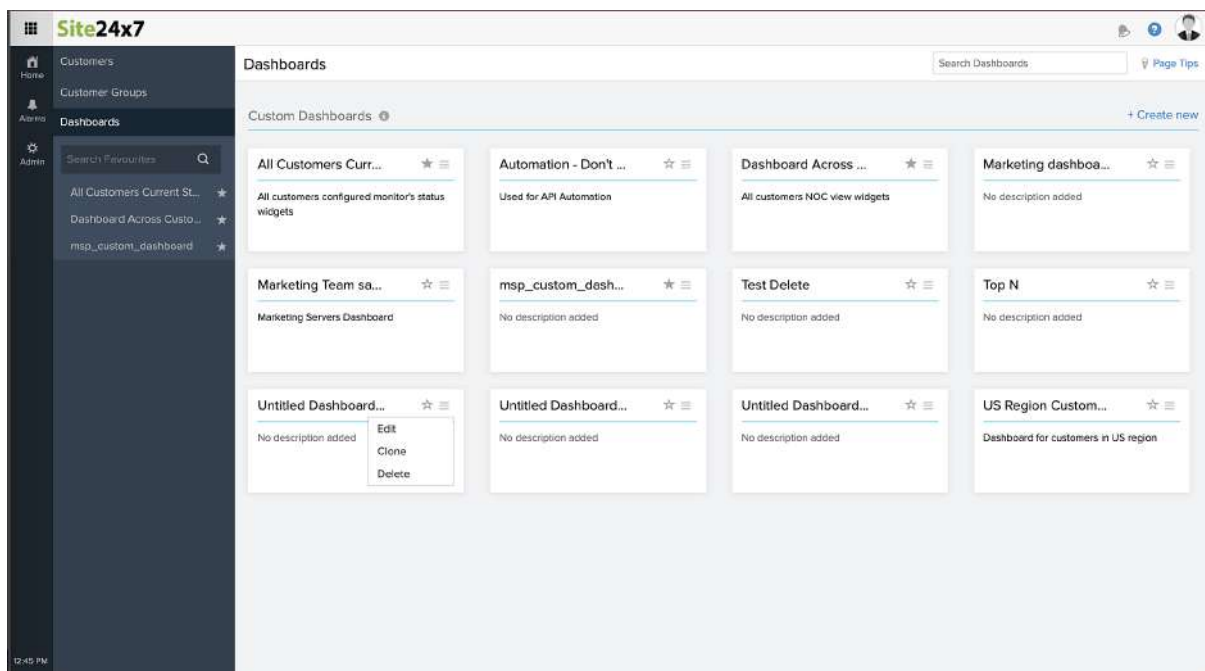 Site24x7
Home
Alarms
Admin
12:45 PM
Customers
Customer Groups
Dashboards
Search Favourites
All Customers Current St...
Dashboard Across Custo...
msp_custom_dashboard
Dashboards
Search Dashboards
Page Tips
Custom Dashboards
+ Create new
All Customers Curr...
All customers configured monitor's status
widgets
Automation - Don't ...
Used for API Automation
Dashboard Across ...
All customers NOC view widgets
Marketing dashboa...
No description added
Marketing Team sa...
Marketing Servers Dashboard
msp_custom_dash...
No description added
Test Delete
No description added
Top N
No description added
Untitled Dashboard...
No description added
Edit
Clone
Delete
Untitled Dashboard...
No description added
Untitled Dashboard...
No description added
US Region Custom...
Dashboard for customers in US region